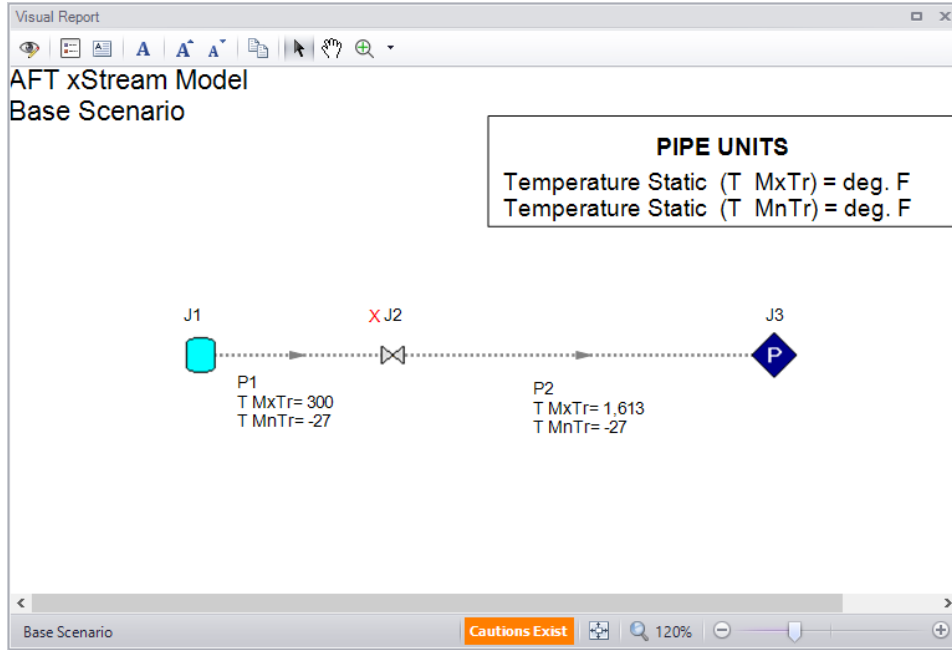 Visual Report
A A A
AFT xStream Model
Base Scenario
PIPE UNITS
Temperature Static (T MxTr) = deg. F
Temperature Static (T MnTr) = deg. F
J1
X J2
J3
P
P1
T MxTr= 300
T MnTr= -27
P2
T MxTr= 1,613
T MnTr= -27
Base Scenario
Cautions Exist
120%